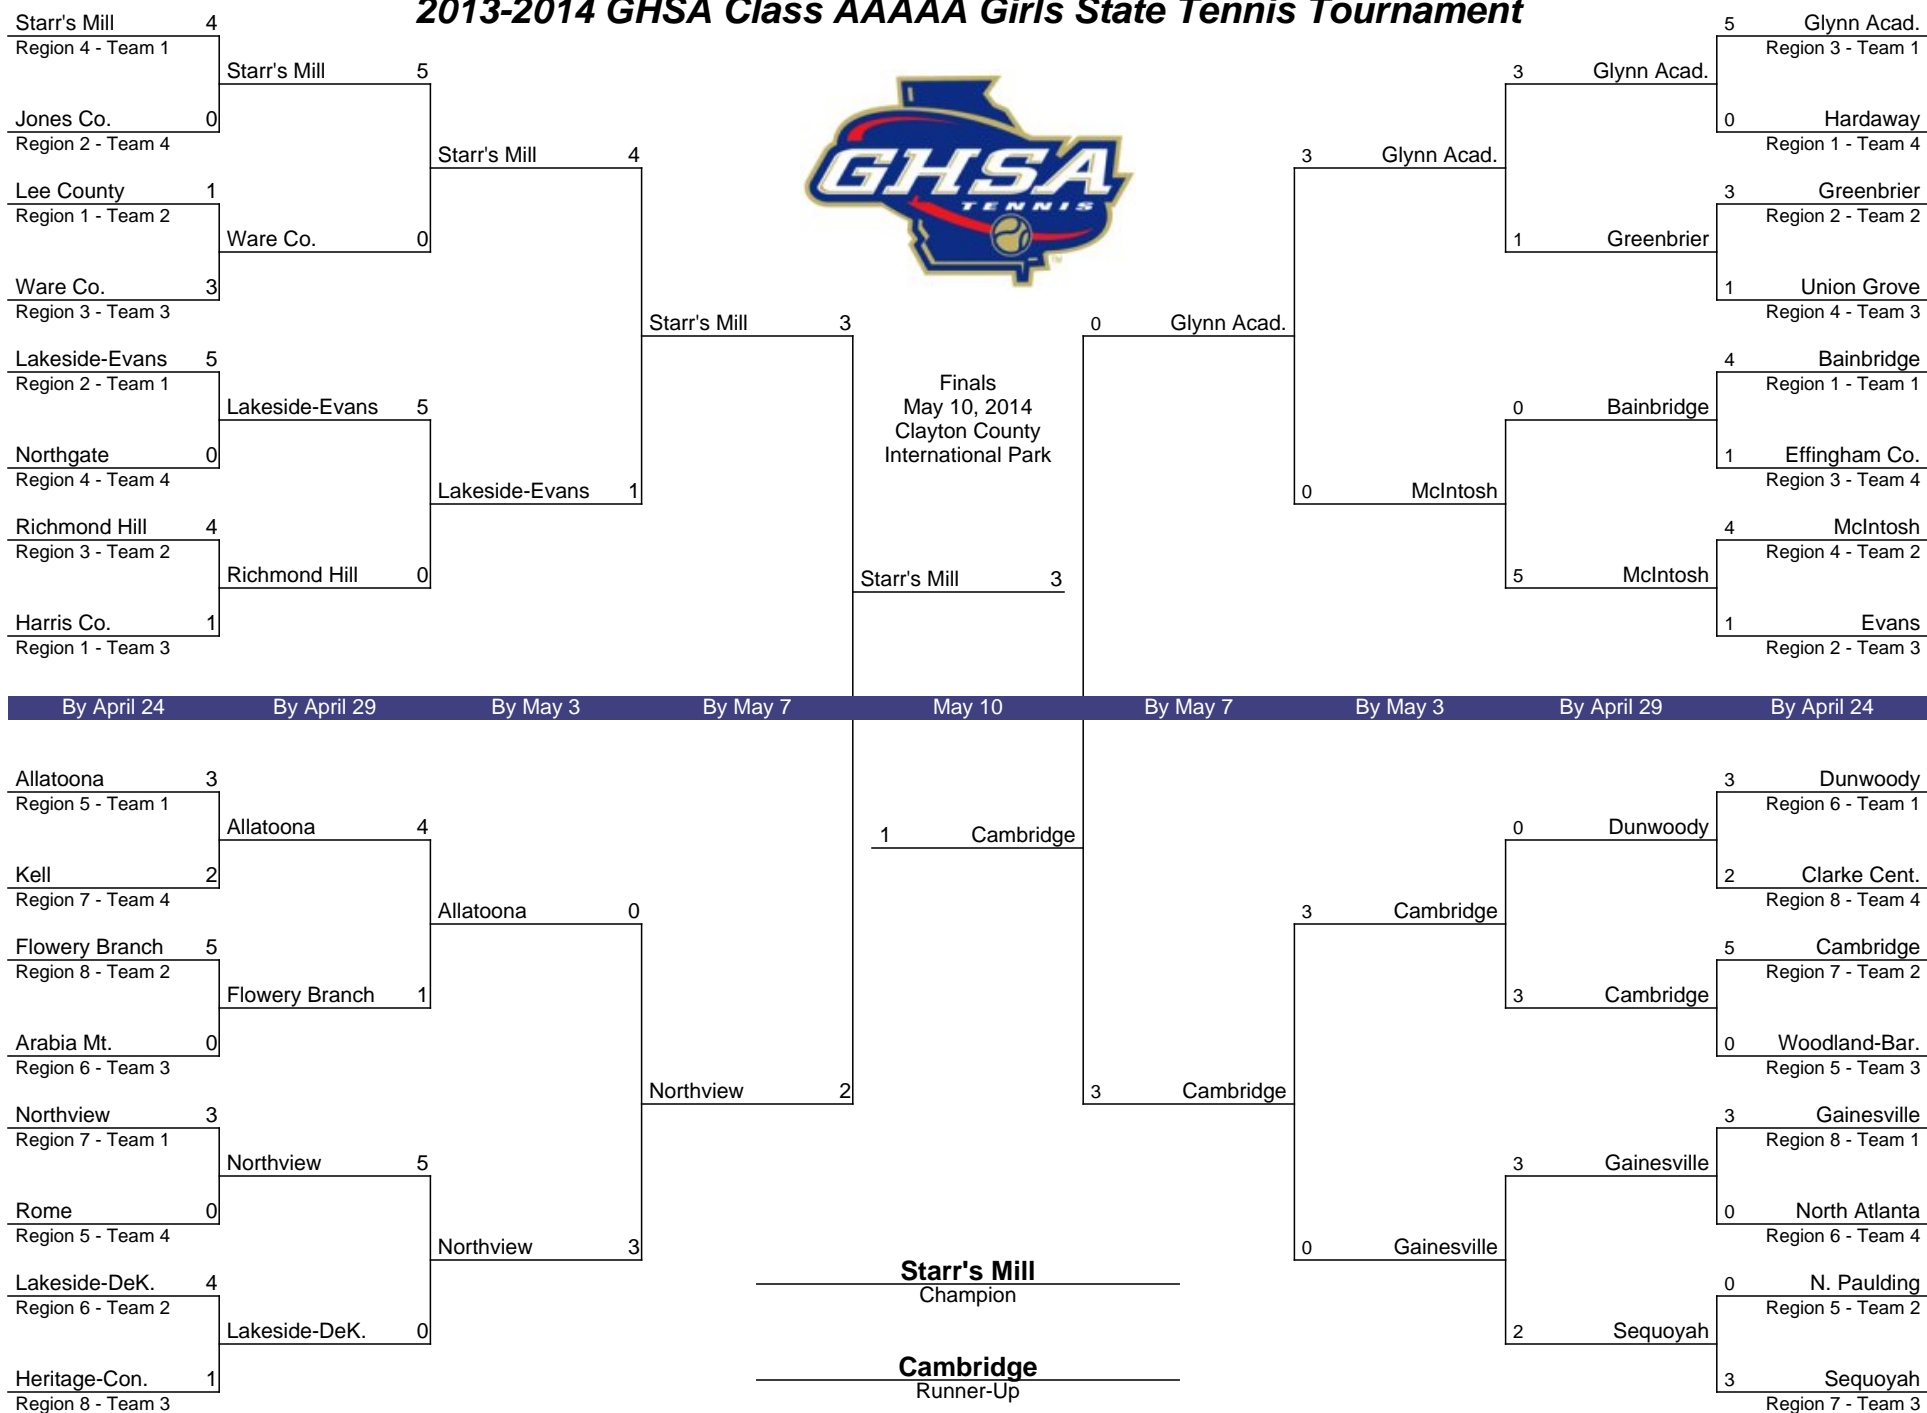 2013-2014 GHSA Class AAAAA Girls State Tennis Tournament
Starr's Mill 4
Region 4 - Team 1
Starr's Mill 5
Jones Co. 0
Region 2 - Team 4
Starr's Mill 4
Lee County 1
Region 1 - Team 2
Ware Co. 0
Ware Co. 3
Region 3 - Team 3
Starr's Mill 3
Lakeside-Evans 5
Region 2 - Team 1
Lakeside-Evans 5
Northgate 0
Region 4 - Team 4
Lakeside-Evans 1
Richmond Hill 4
Region 3 - Team 2
Richmond Hill 0
Harris Co. 1
Region 1 - Team 3
GHSA
TENNIS
TM
Finals
May 10, 2014
Clayton County
International Park
Starr's Mill 3
5 Glynn Acad.
Region 3 - Team 1
3 Glynn Acad.
0 Hardaway
Region 1 - Team 4
3 Glynn Acad.
3 Greenbrier
Region 2 - Team 2
1 Greenbrier
1 Union Grove
Region 4 - Team 3
0 Glynn Acad.
4 Bainbridge
Region 1 - Team 1
0 Bainbridge
1 Effingham Co.
Region 3 - Team 4
0 McIntosh
4 McIntosh
Region 4 - Team 2
5 McIntosh
1 Evans
Region 2 - Team 3
By April 24 By April 29 By May 3 By May 7 May 10 By May 7 By May 3 By April 29 By April 24
Allatoona 3
Region 5 - Team 1
Allatoona 4
Kell 2
Region 7 - Team 4
Allatoona 0
Flowery Branch 5
Region 8 - Team 2
Flowery Branch 1
Arabia Mt. 0
Region 6 - Team 3
Northview 2
Northview 3
Region 7 - Team 1
Northview 5
Rome 0
Region 5 - Team 4
Northview 3
Lakeside-DeK. 4
Region 6 - Team 2
Lakeside-DeK. 0
Heritage-Con. 1
Region 8 - Team 3
1 Cambridge
3 Dunwoody
Region 6 - Team 1
0 Dunwoody
2 Clarke Cent.
Region 8 - Team 4
3 Cambridge
5 Cambridge
Region 7 - Team 2
3 Cambridge
0 Woodland-Bar.
Region 5 - Team 3
3 Cambridge
3 Gainesville
Region 8 - Team 1
3 Gainesville
0 North Atlanta
Region 6 - Team 4
0 Gainesville
0 N. Paulding
Region 5 - Team 2
2 Sequoyah
3 Sequoyah
Region 7 - Team 3
Starr's Mill
Champion
Cambridge
Runner-Up